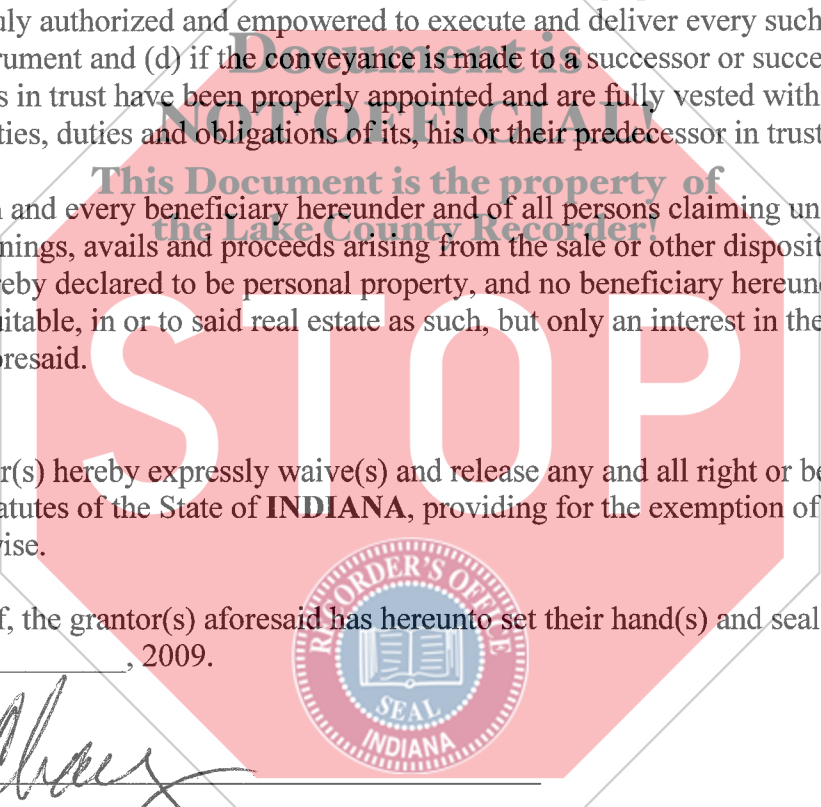 uly authorized and empowered to execute and deliver every such
Document is
rument and (d) if the conveyance is made to a successor or succe
s in trust have been properly appointed and are fully vested with
NOT OFFICIAL!
ties, duties and obligations of its, his or their predecessor in trust
This Document is the property of
and every beneficiary hereunder and of all persons claiming un
the Lake County Recorder!
nings, avails and proceeds arising from the sale or other disposit
reby declared to be personal property, and no beneficiary hereun
uitable, in or to said real estate as such, but only an interest in the
oresaid.
STOP
r(s) hereby expressly waive(s) and release any and all right or be
atutes of the State of INDIANA, providing for the exemption of
vise.
f, the grantor(s) aforesaid has hereunto set their hand(s) and seal
, 2009.
RECORDER'S OFFICE
SEAL
INDIANA